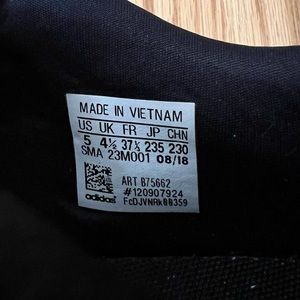 MADE IN VIETNAM
US UK FR JP CHN
5 4½ 37⅓ 235 230
SMA 23M001 08/18
ART B75662
#120907924
adidas